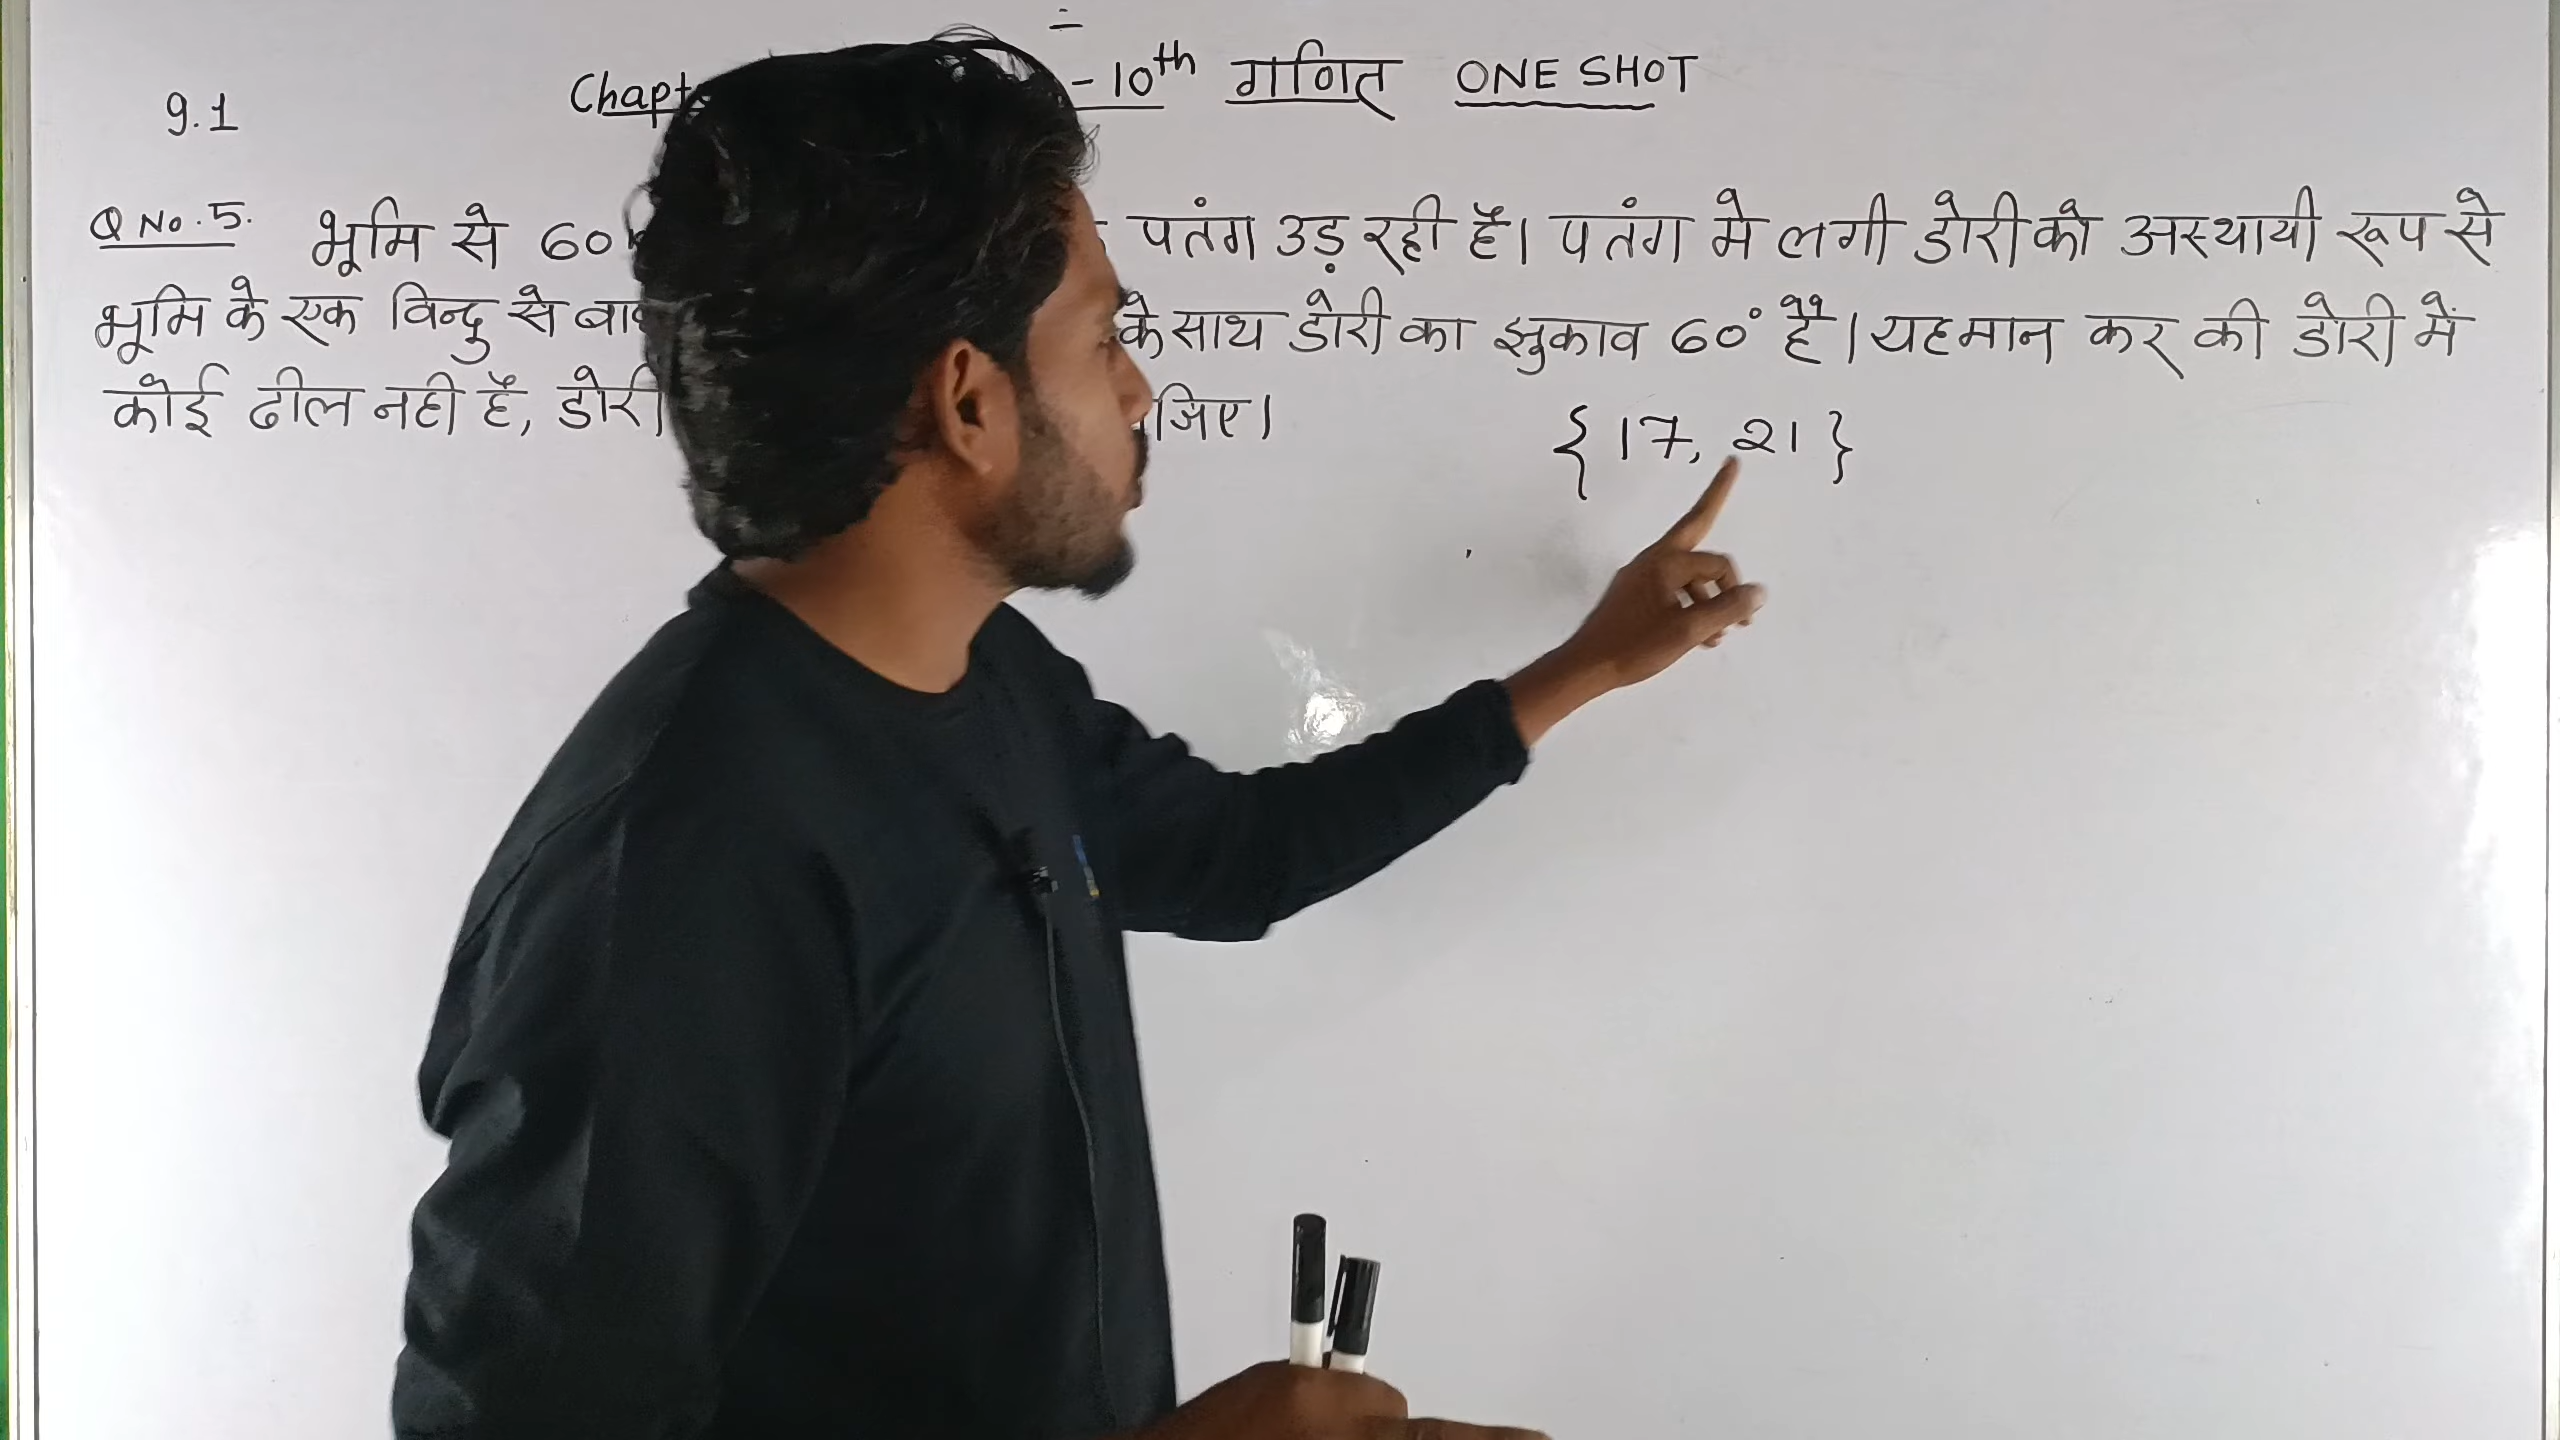 9.1 - 10th गणित ONE SHOT
Q No. 5. भूमि से 60 पतंग उड़ रही है। पतंग मे लगी डोरी को अस्थायी रूप से
भूमि के एक विन्दु से के साथ डोरी का झुकाव 60° है। यह मान कर की डोरी में
कोई ढील नही है, डोरी
{17, 21}